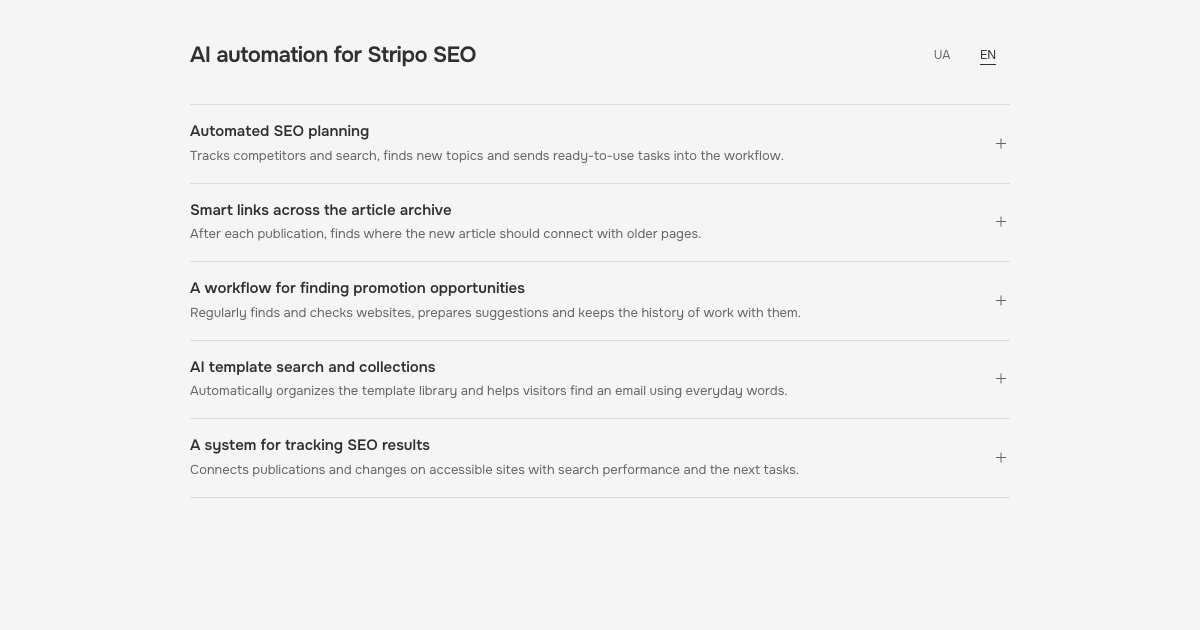 AI automation for Stripo SEO
UA EN
Automated SEO planning
Tracks competitors and search, finds new topics and sends ready-to-use tasks into the workflow.
Smart links across the article archive
After each publication, finds where the new article should connect with older pages.
A workflow for finding promotion opportunities
Regularly finds and checks websites, prepares suggestions and keeps the history of work with them.
AI template search and collections
Automatically organizes the template library and helps visitors find an email using everyday words.
A system for tracking SEO results
Connects publications and changes on accessible sites with search performance and the next tasks.